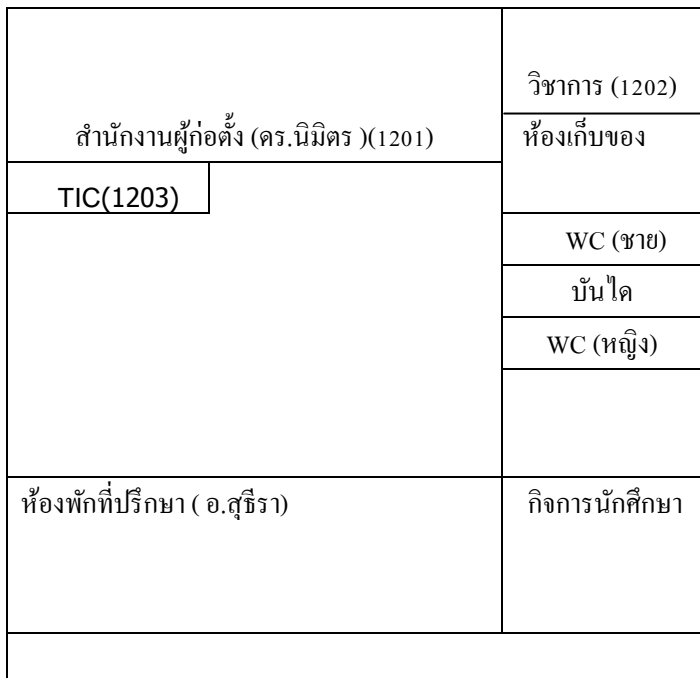 วิชาการ (1202)
สำนักงานผู้ก่อตั้ง (ดร.นิมิตร )(1201)
ห้องเก็บของ
TIC(1203)
WC (ชาย)
บันได
WC (หญิง)
ห้องพักที่ปรึกษา ( อ.สุธีรา)
กิจการนักศึกษา